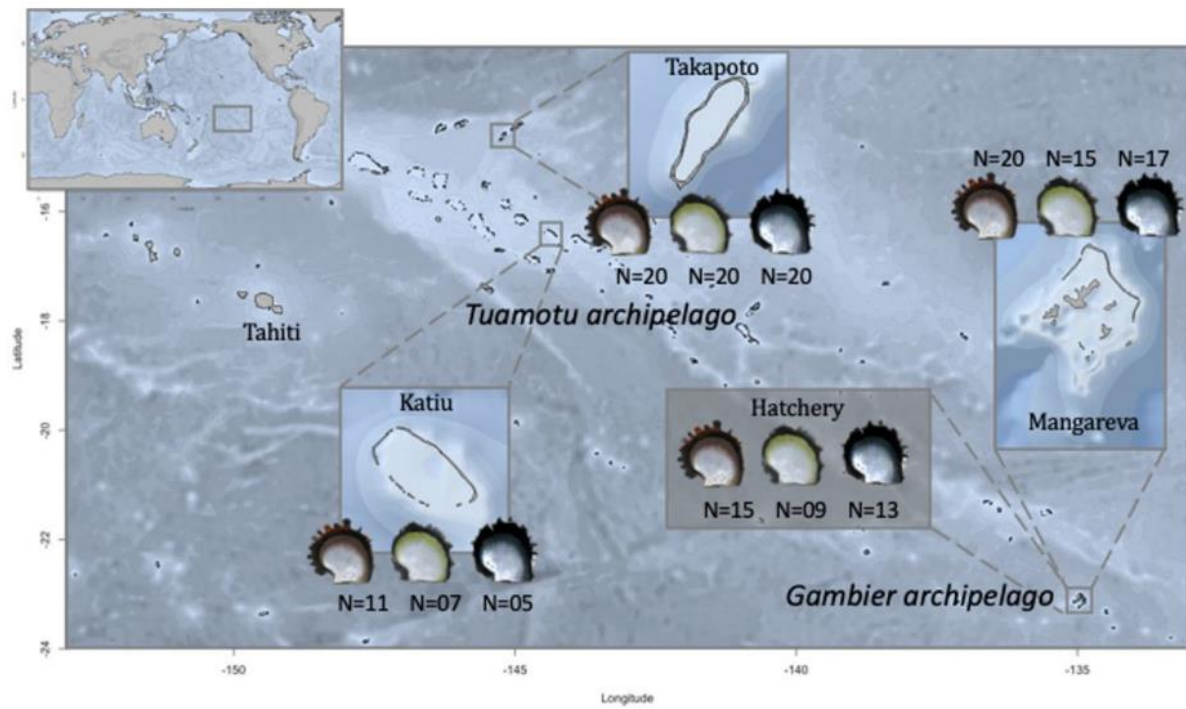 Takapoto
N=20 N=15 N=17
-16
N=20 N=20 N=20
Tuamotu archipelago
-18
Tahiti
Latitude
Katiu
Hatchery
Mangareva
-20
N=15 N=09 N=13
-22
N=11 N=07 N=05
Gambier archipelago
-24
-150 -145 -140 -135
Longitude